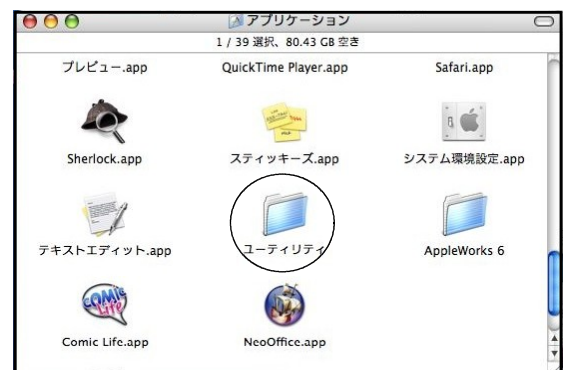 アプリケーション
1 / 39 選択、80.43 GB 空き
プレビュー.app QuickTime Player.app Safari.app
Sherlock.app スティッキーズ.app システム環境設定.app
テキストエディット.app ユーティリティ AppleWorks 6
COMIC Life
Comic Life.app NeoOffice.app